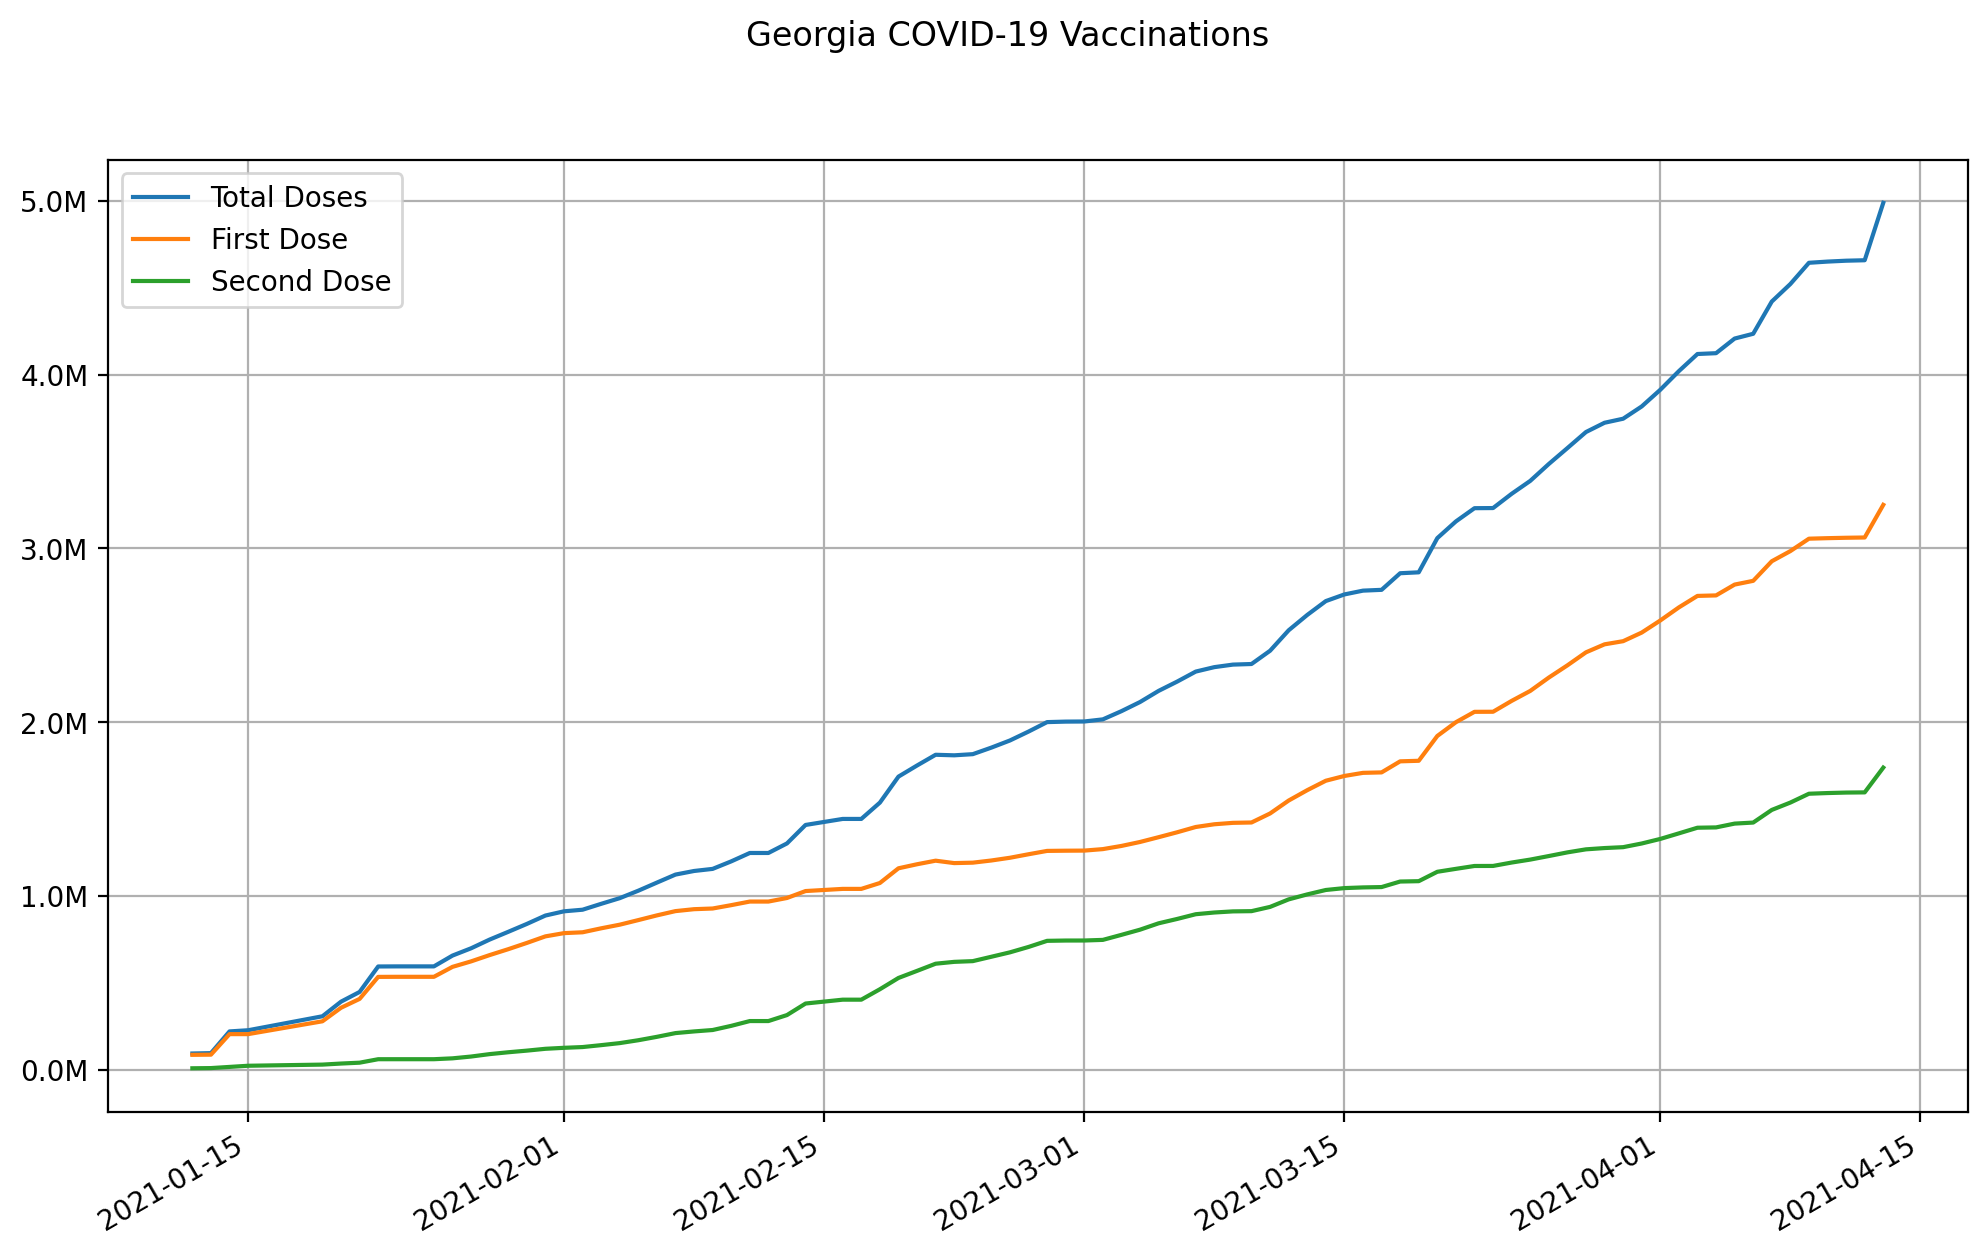 Georgia COVID-19 Vaccinations
Total Doses
First Dose
Second Dose
5.0M
4.0M
3.0M
2.0M
1.0M
0.0M
2021-01-15
2021-02-01
2021-02-15
2021-03-01
2021-03-15
2021-04-01
2021-04-15